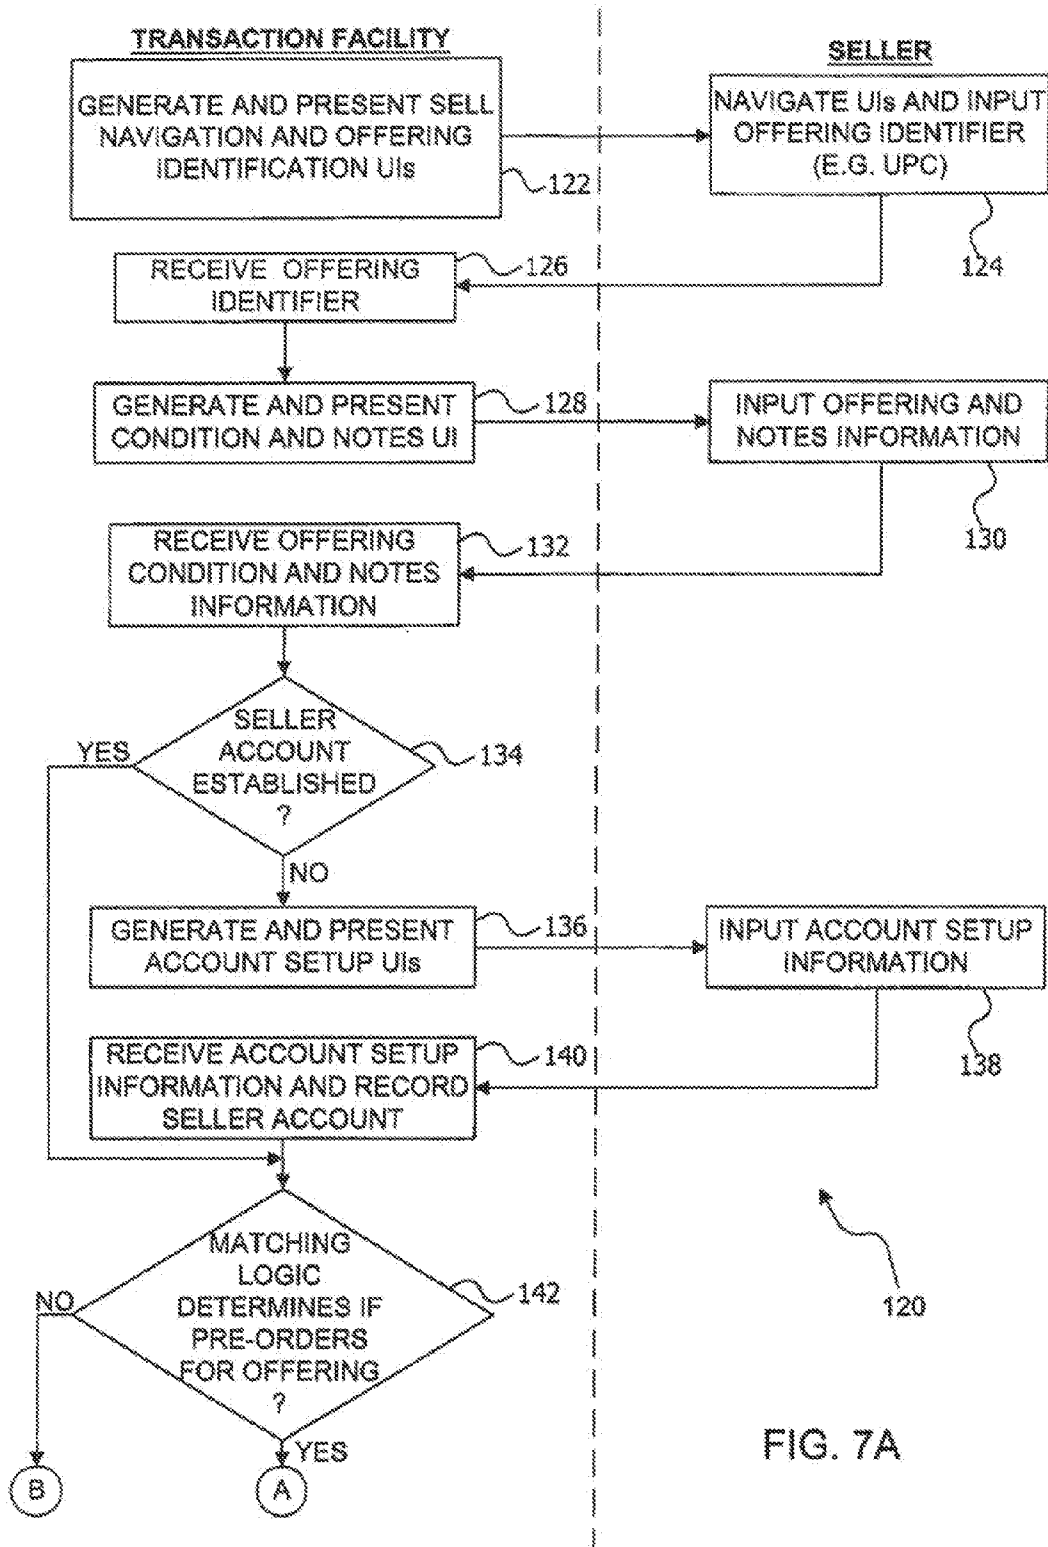 TRANSACTION FACILITY
SELLER
GENERATE AND PRESENT SELL
NAVIGATION AND OFFERING
IDENTIFICATION UIs
122
NAVIGATE UIs AND INPUT
OFFERING IDENTIFIER
(E.G. UPC)
124
RECEIVE OFFERING
IDENTIFIER
126
GENERATE AND PRESENT
CONDITION AND NOTES UI
128
INPUT OFFERING AND
NOTES INFORMATION
130
RECEIVE OFFERING
CONDITION AND NOTES
INFORMATION
132
SELLER
ACCOUNT
ESTABLISHED
?
134
YES
NO
GENERATE AND PRESENT
ACCOUNT SETUP UIs
136
INPUT ACCOUNT SETUP
INFORMATION
138
RECEIVE ACCOUNT SETUP
INFORMATION AND RECORD
SELLER ACCOUNT
140
MATCHING
LOGIC
DETERMINES IF
PRE-ORDERS
FOR OFFERING
?
142
NO
YES
B
A
120
FIG. 7A